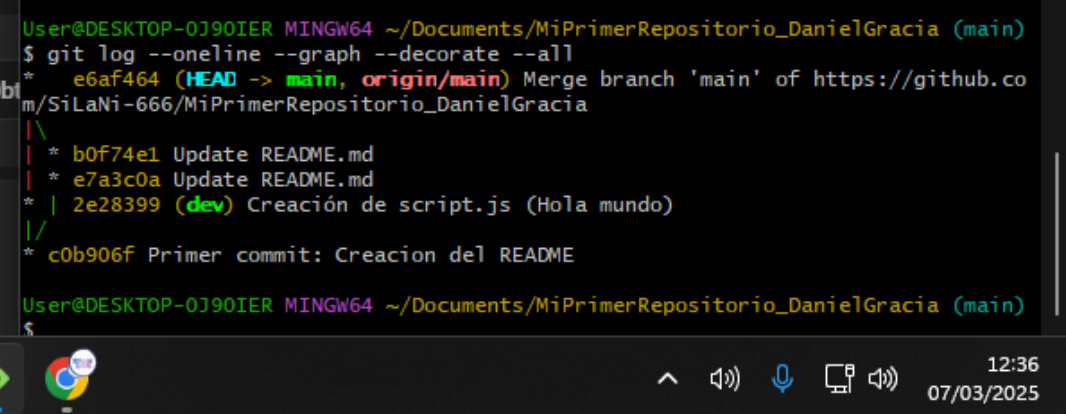 User@DESKTOP-OJ9OIER MINGW64 ~/Documents/MiPrimerRepositorio_DanielGracia (main)
$ git log --oneline --graph --decorate --all
*   e6af464 (HEAD -> main, origin/main) Merge branch 'main' of https://github.co
m/SiLaNi-666/MiPrimerRepositorio_DanielGracia
|\
| * b0f74e1 Update README.md
| * e7a3c0a Update README.md
* | 2e28399 (dev) Creación de script.js (Hola mundo)
|/
* c0b906f Primer commit: Creacion del README
User@DESKTOP-OJ9OIER MINGW64 ~/Documents/MiPrimerRepositorio_DanielGracia (main)
$
12:36
07/03/2025